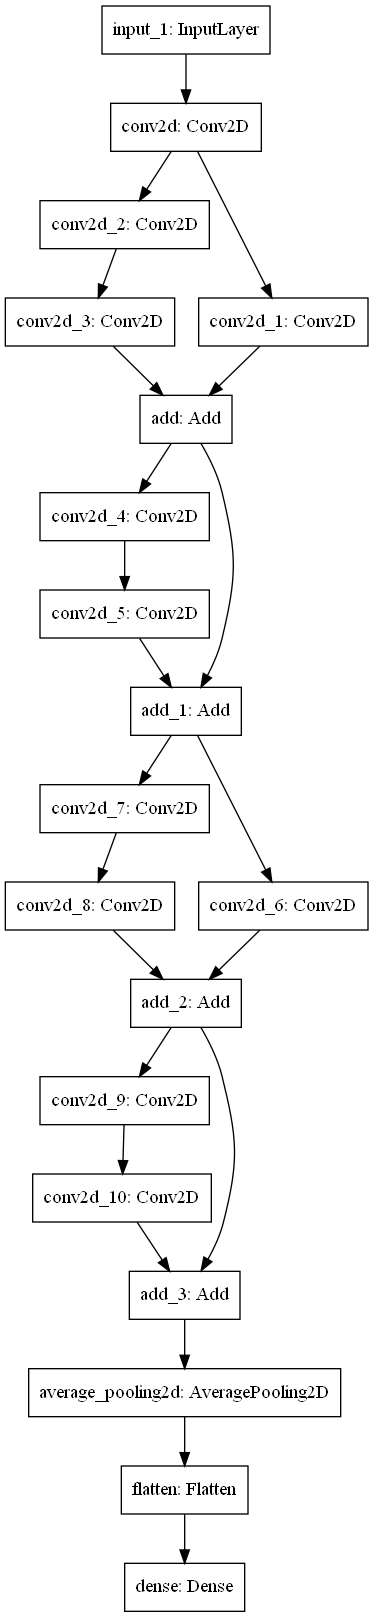 input_1: InputLayer
conv2d: Conv2D
conv2d_2: Conv2D
conv2d_3: Conv2D
conv2d_1: Conv2D
add: Add
conv2d_4: Conv2D
conv2d_5: Conv2D
add_1: Add
conv2d_7: Conv2D
conv2d_8: Conv2D
conv2d_6: Conv2D
add_2: Add
conv2d_9: Conv2D
conv2d_10: Conv2D
add_3: Add
average_pooling2d: AveragePooling2D
flatten: Flatten
dense: Dense